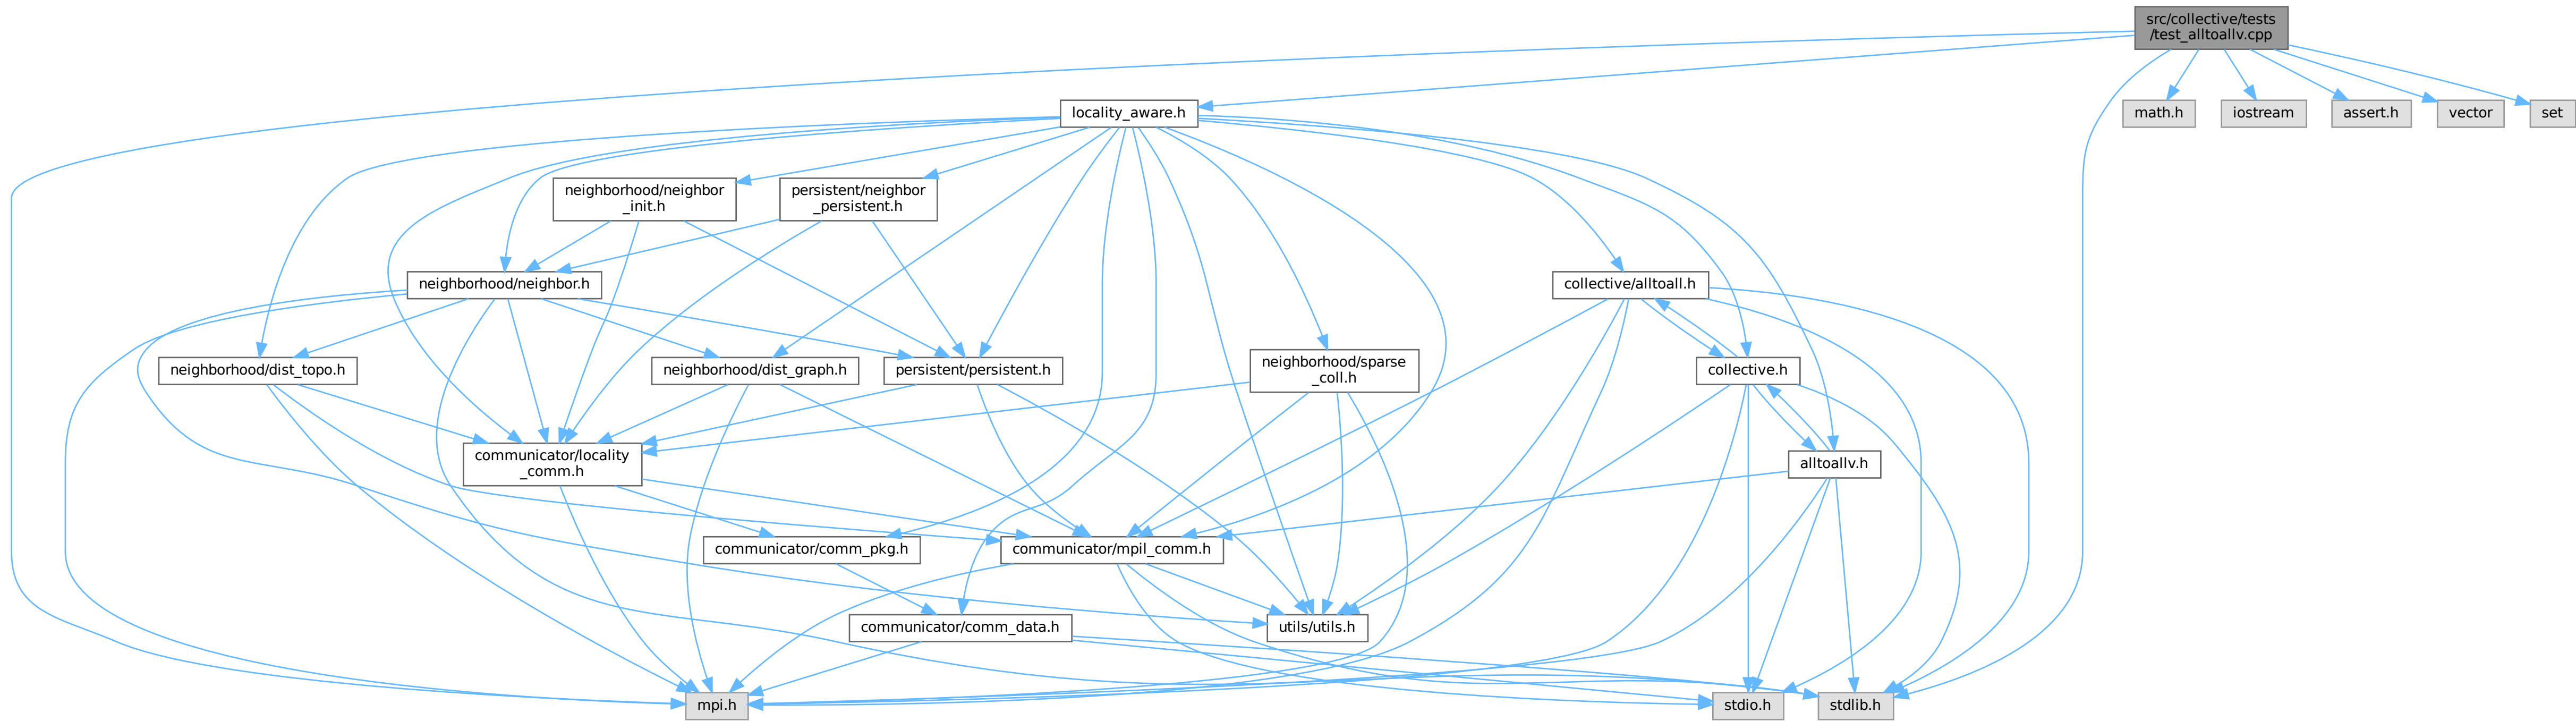 src/collective/tests
/test_alltoallv.cpp
locality_aware.h
math.h
iostream
assert.h
vector
set
neighborhood/neighbor
_init.h
persistent/neighbor
_persistent.h
neighborhood/neighbor.h
collective/alltoall.h
neighborhood/dist_topo.h
neighborhood/dist_graph.h
persistent/persistent.h
neighborhood/sparse
_coll.h
collective.h
communicator/locality
_comm.h
alltoallv.h
communicator/comm_pkg.h
communicator/mpil_comm.h
communicator/comm_data.h
utils/utils.h
mpi.h
stdio.h
stdlib.h